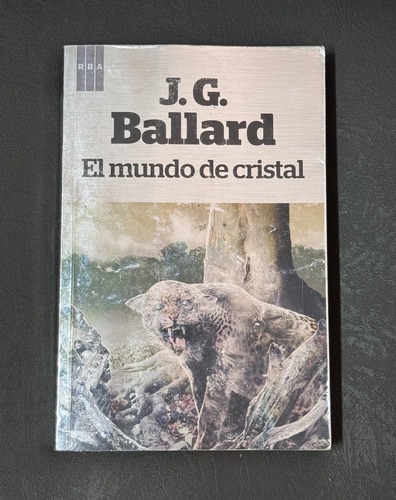 RBA
J. G.
Ballard
El mundo de cristal